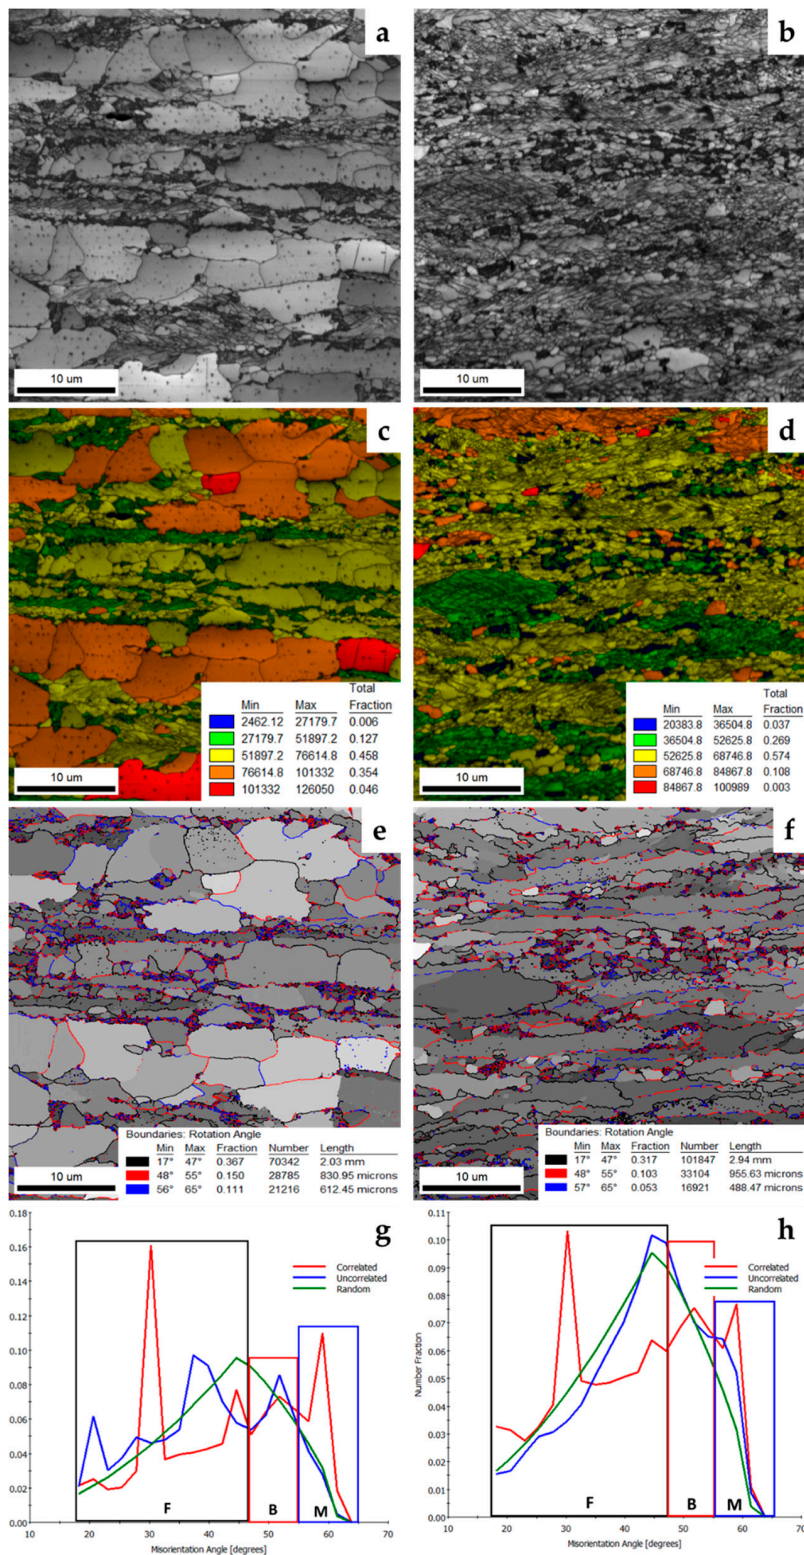 a
b
10 um
10 um
c
d
Total
Min Max Fraction
2462.12 27179.7 0.006
27179.7 51897.2 0.127
51897.2 76614.8 0.458
76614.8 101332 0.354
101332 126050 0.046
10 um
Total
Min Max Fraction
20383.8 36504.8 0.037
36504.8 52625.8 0.269
52625.8 68746.8 0.574
68746.8 84867.8 0.108
84867.8 100989 0.003
10 um
e
f
Boundaries: Rotation Angle
Min Max Fraction Number Length
17° 47° 0.367 70342 2.03 mm
48° 55° 0.150 28785 830.95 microns
56° 65° 0.111 21216 612.45 microns
10 um
Boundaries: Rotation Angle
Min Max Fraction Number Length
17° 47° 0.317 101847 2.94 mm
48° 55° 0.103 33104 955.63 microns
57° 65° 0.053 16921 488.47 microns
10 um
g
0.18
0.16
0.14
0.12
0.10
0.08
0.06
0.04
0.02
0.00
Correlated
Uncorrelated
Random
F
B
M
10 20 30 40 50 60 70
Misorientation Angle [degrees]
h
0.11
0.10
0.09
0.08
0.07
0.06
0.05
0.04
0.03
0.02
0.01
0.00
Number Fraction
Correlated
Uncorrelated
Random
F
B
M
10 20 30 40 50 60 70
Misorientation Angle [degrees]